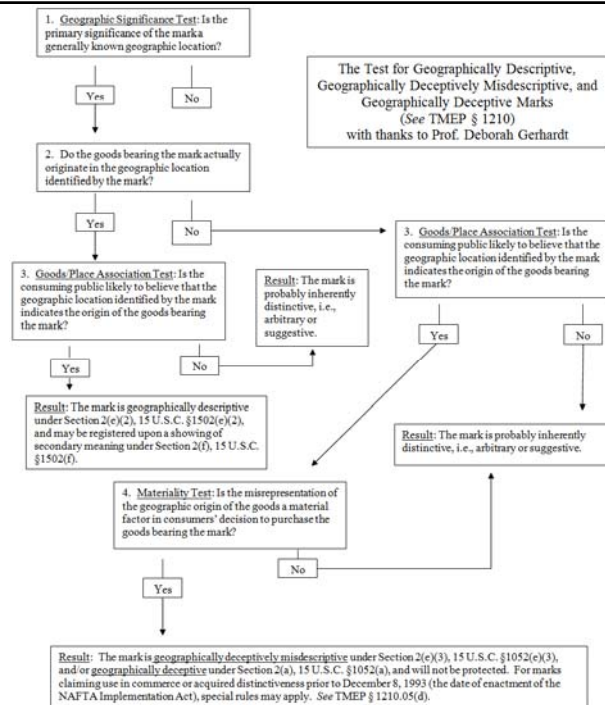 1. Geographic Significance Test: Is the
primary significance of the marka
generally known geographic location?
Yes
No
The Test for Geographically Descriptive,
Geographically Deceptively Misdescriptive, and
Geographically Deceptive Marks
(See TMEP § 1210)
with thanks to Prof. Deborah Gerhardt
2. Do the goods bearing the mark actually
originate in the geographic location
identified by the mark?
Yes
No
3. Goods/Place Association Test: Is the
consuming public likely to believe that the
geographic location identified by the mark
indicates the origin of the goods bearing
the mark?
Yes
No
Result: The mark is
probably inherently
distinctive, i.e.,
arbitrary or
suggestive.
3. Goods/Place Association Test: Is the
consuming public likely to believe that the
geographic location identified by the mark
indicates the origin of the goods bearing
the mark?
Yes
No
Result: The mark is geographically descriptive
under Section 2(e)(2), 15 U.S.C. §1502(e)(2),
and may be registered upon a showing of
secondary meaning under Section 2(f), 15 U.S.C.
§1502(f).
Result: The mark is probably inherently
distinctive, i.e., arbitrary or suggestive.
4. Materiality Test: Is the misrepresentation of
the geographic origin of the goods a material
factor in consumers' decision to purchase the
goods bearing the mark?
Yes
No
Result: The mark is geographically deceptively misdescriptive under Section 2(e)(3), 15 U.S.C. §1052(e)(3),
and/or geographically deceptive under Section 2(a), 15 U.S.C. §1052(a), and will not be protected. For marks
claiming use in commerce or acquired distinctiveness prior to December 8, 1993 (the date of enactment of the
NAFTA Implementation Act), special rules may apply. See TMEP § 1210.05(d).